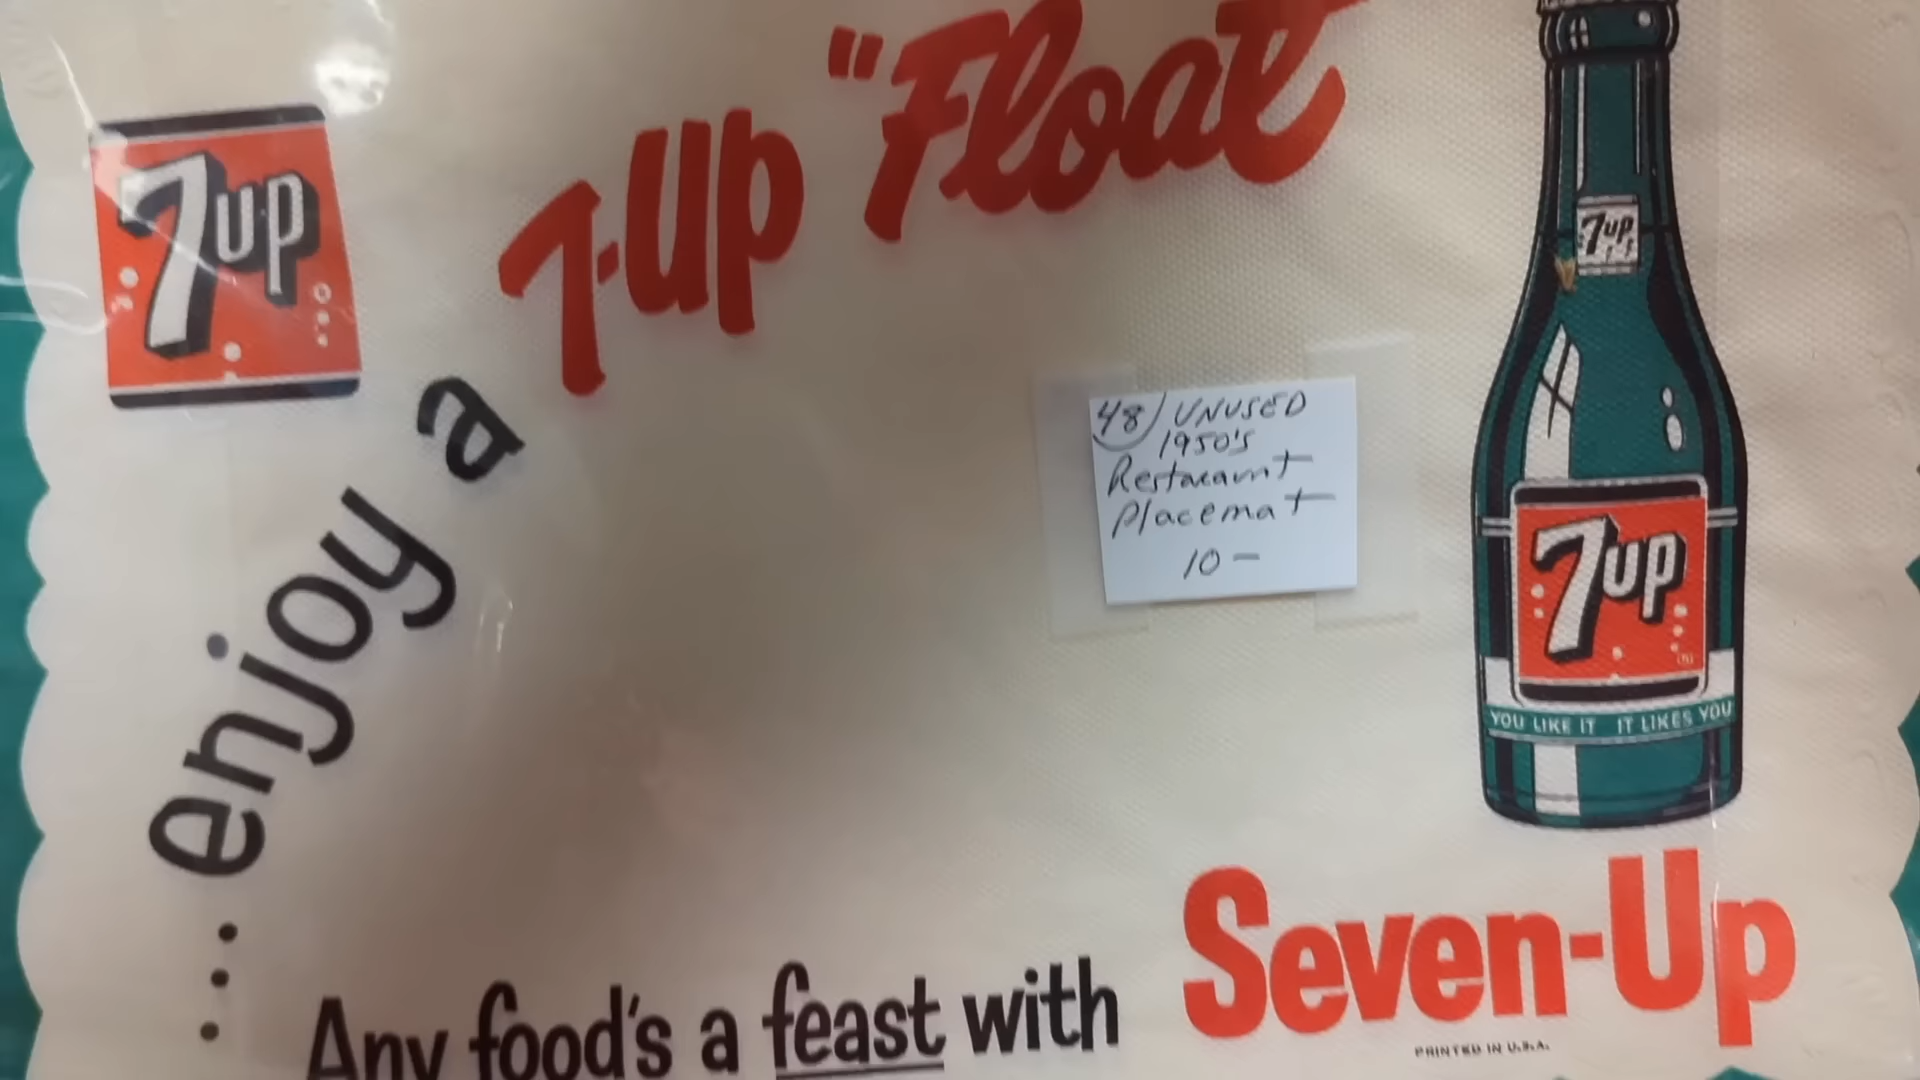 7up
... enjoy a 7-up "Float
48 UNUSED
1950's
Restaurant
Placemat
10 —
7up
7up
YOU LIKE IT IT LIKES YOU
Any food's a feast with Seven-Up
PRINTED IN U.S.A.